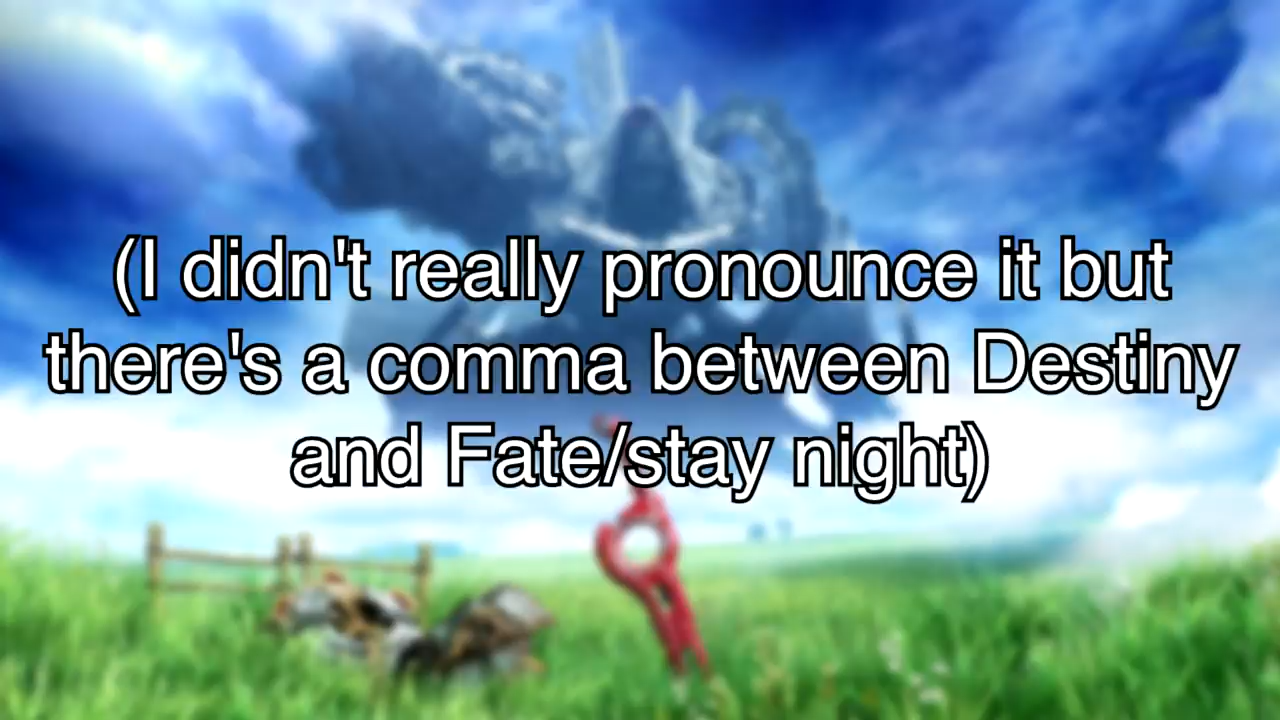 (I didn't really pronounce it but
there's a comma between Destiny
and Fate/stay night)